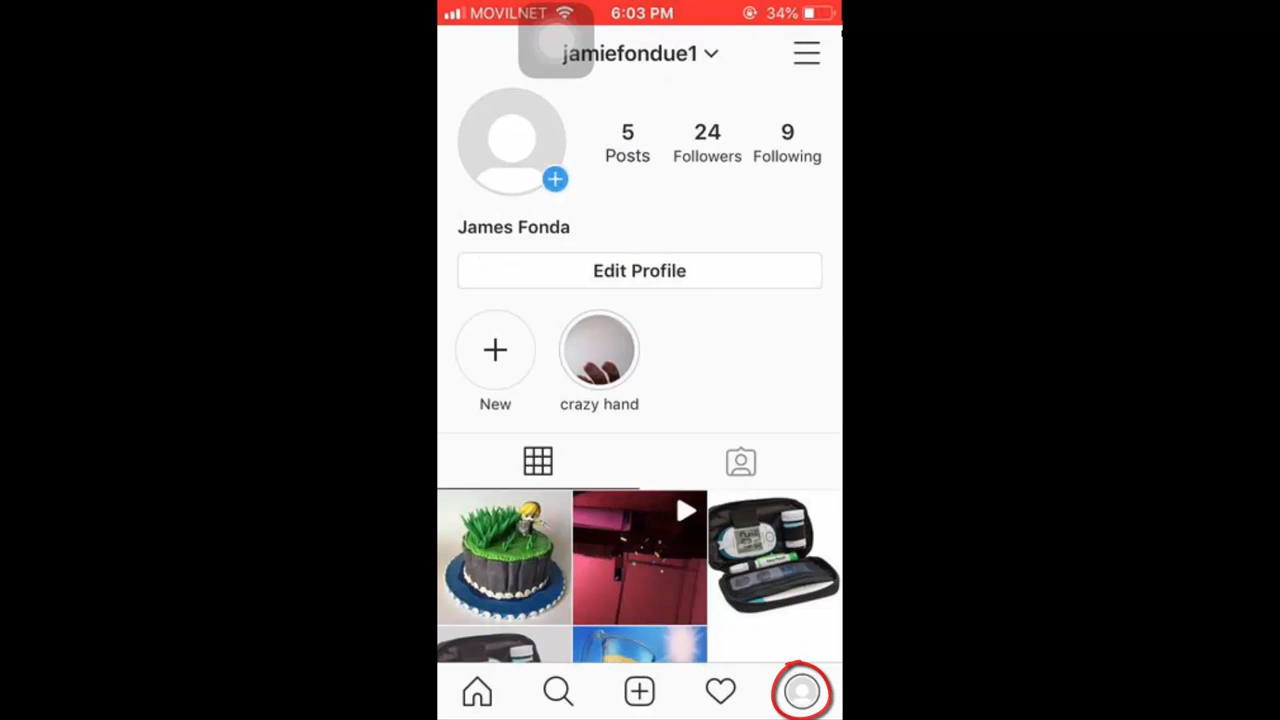 MOVILNET 6:03 PM 34%
jamiefondue1
5 24 9
Posts Followers Following
James Fonda
Edit Profile
New crazy hand